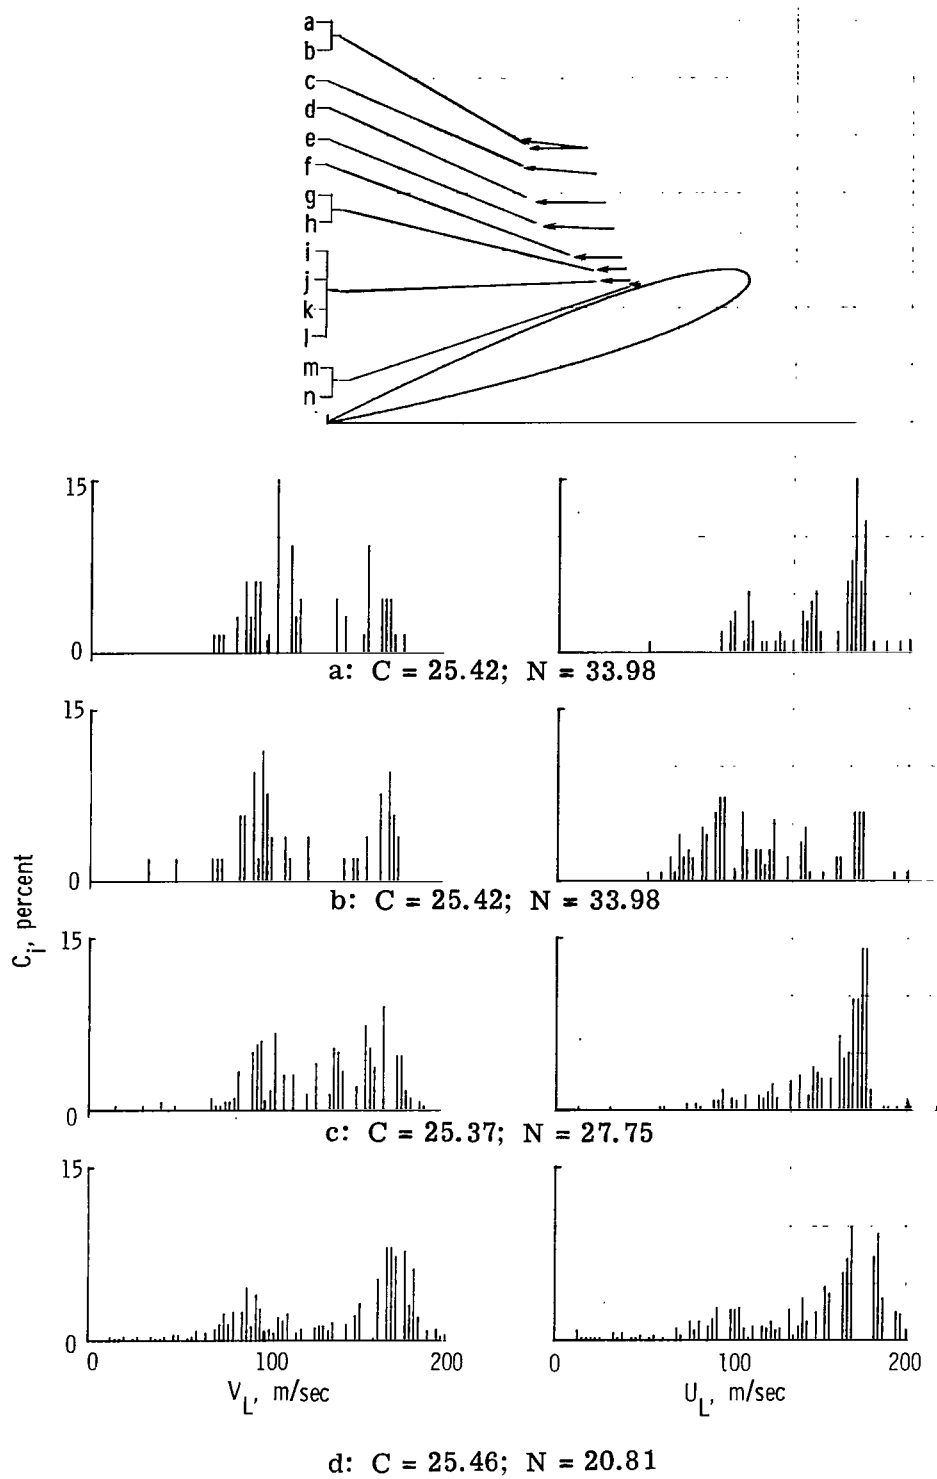 a
b
c
d
e
f
g
h
i
j
k
l
m
n
15
0
a: C = 25.42; N = 33.98
15
0
b: C = 25.42; N = 33.98
C_i, percent
15
0
c: C = 25.37; N = 27.75
15
0
0 100 200
V_L, m/sec
0 100 200
U_L, m/sec
d: C = 25.46; N = 20.81